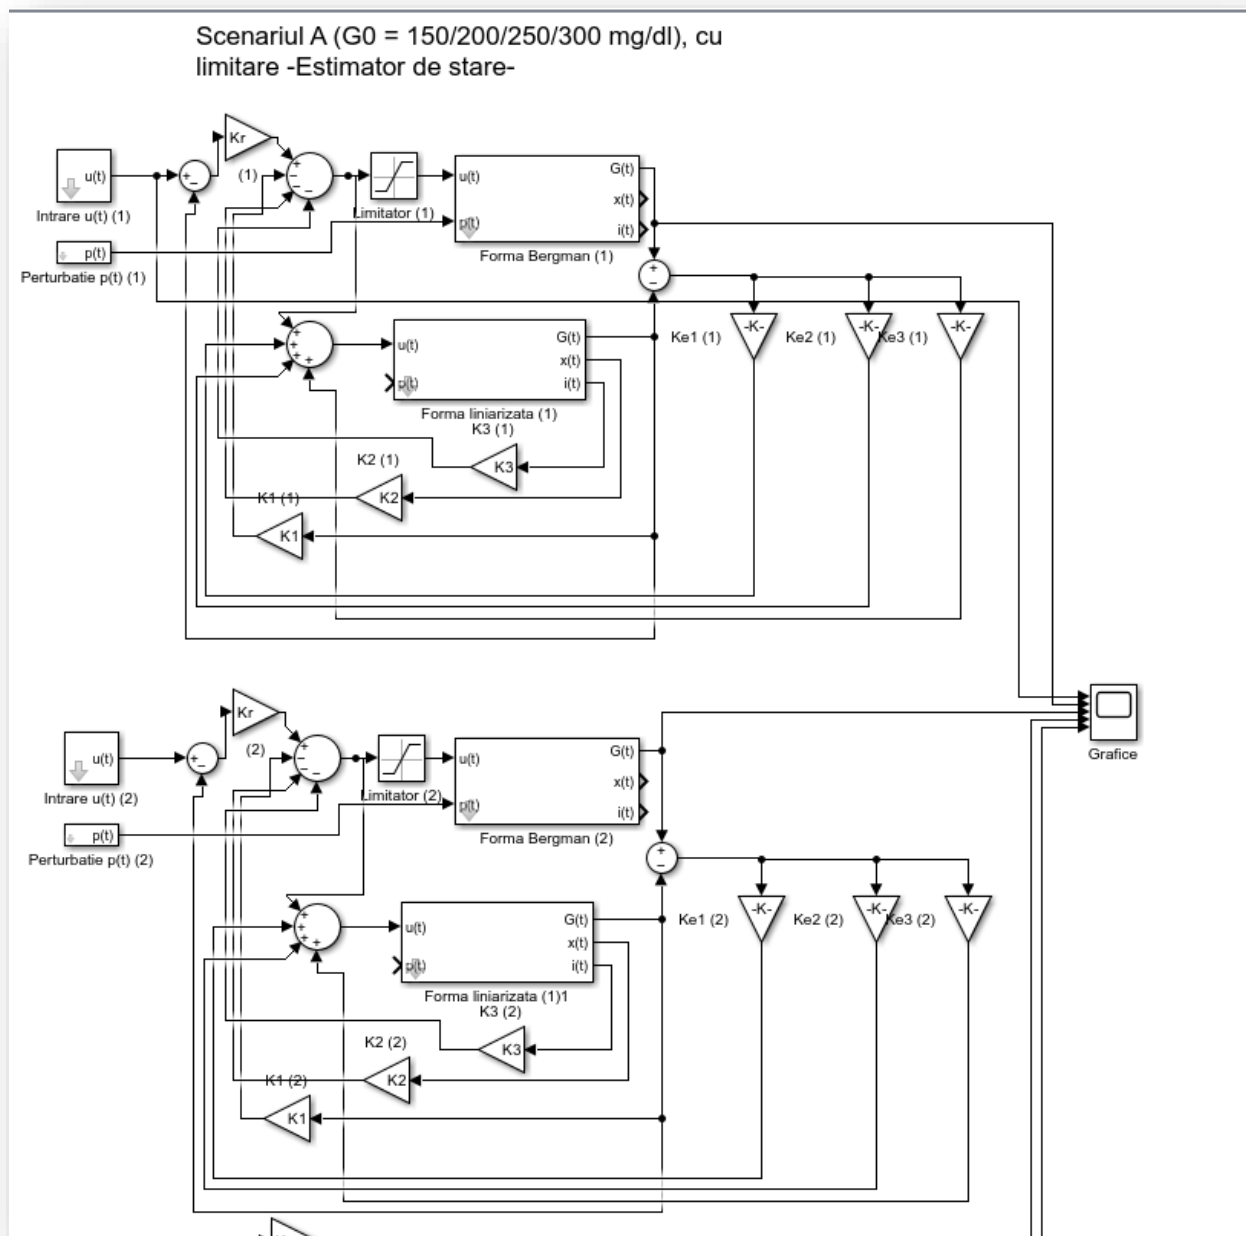 Scenariul A (G0 = 150/200/250/300 mg/dl), cu
limitare -Estimator de stare-
Kr
u(t)
+
−
(1)
+
−
−
−
u(t)
G(t)
x(t)
p(t)
i(t)
Intrare u(t) (1)
Limitator (1)
p(t)
Forma Bergman (1)
Perturbatie p(t) (1)
+
−
+
+
+
+
u(t)
G(t)
x(t)
p(t)
i(t)
Ke1 (1)
-K-
Ke2 (1)
-K-
Ke3 (1)
-K-
Forma liniarizata (1)
K3 (1)
K3
K2 (1)
K2
K1 (1)
K1
Kr
u(t)
+
−
(2)
+
−
−
−
u(t)
G(t)
x(t)
p(t)
i(t)
Grafice
Intrare u(t) (2)
Limitator (2)
p(t)
Forma Bergman (2)
Perturbatie p(t) (2)
+
−
+
+
+
+
u(t)
G(t)
x(t)
p(t)
i(t)
Ke1 (2)
-K-
Ke2 (2)
-K-
Ke3 (2)
-K-
Forma liniarizata (1)1
K3 (2)
K3
K2 (2)
K2
K1 (2)
K1